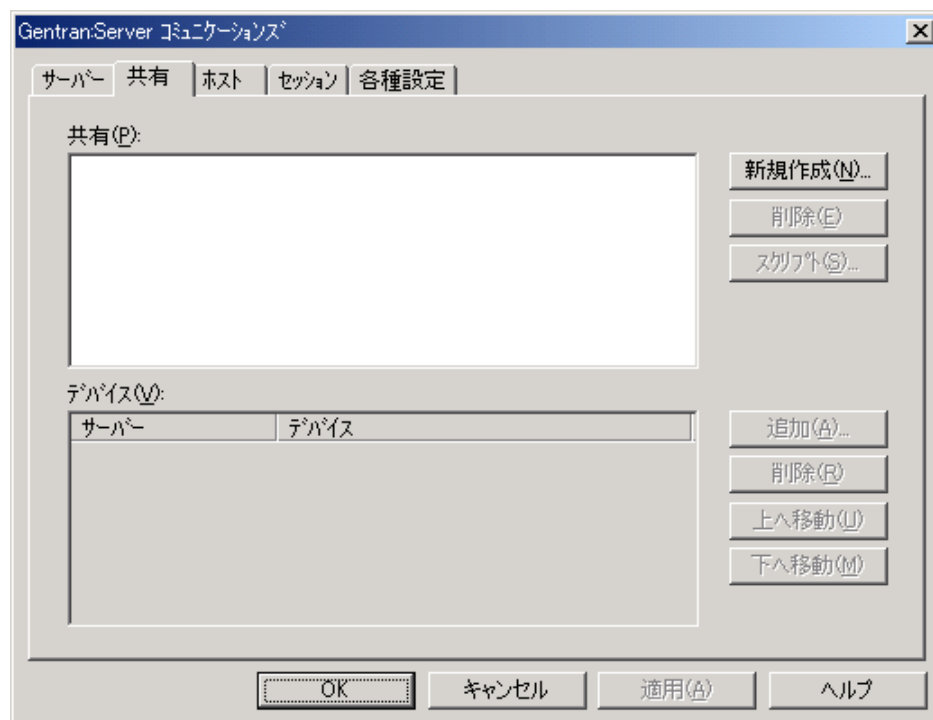 Gentran:Server ｺﾐｭﾆｹｰｼｮﾝｽﾞ
ｻｰﾊﾞｰ 共有 ﾎｽﾄ ｾｯｼｮﾝ 各種設定
共有(P):
新規作成(N)...
削除(E)
ｽｸﾘﾌﾟﾄ(S)...
ﾃﾞﾊﾞｲｽ(V):
ｻｰﾊﾞｰ ﾃﾞﾊﾞｲｽ
追加(A)...
削除(R)
上へ移動(U)
下へ移動(M)
OK キャンセル 適用(A) ヘルプ